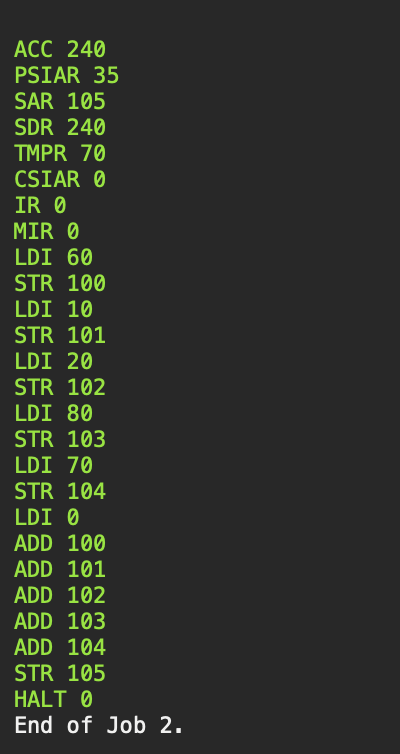 ACC 240
PSIAR 35
SAR 105
SDR 240
TMPR 70
CSIAR 0
IR 0
MIR 0
LDI 60
STR 100
LDI 10
STR 101
LDI 20
STR 102
LDI 80
STR 103
LDI 70
STR 104
LDI 0
ADD 100
ADD 101
ADD 102
ADD 103
ADD 104
STR 105
HALT 0
End of Job 2.